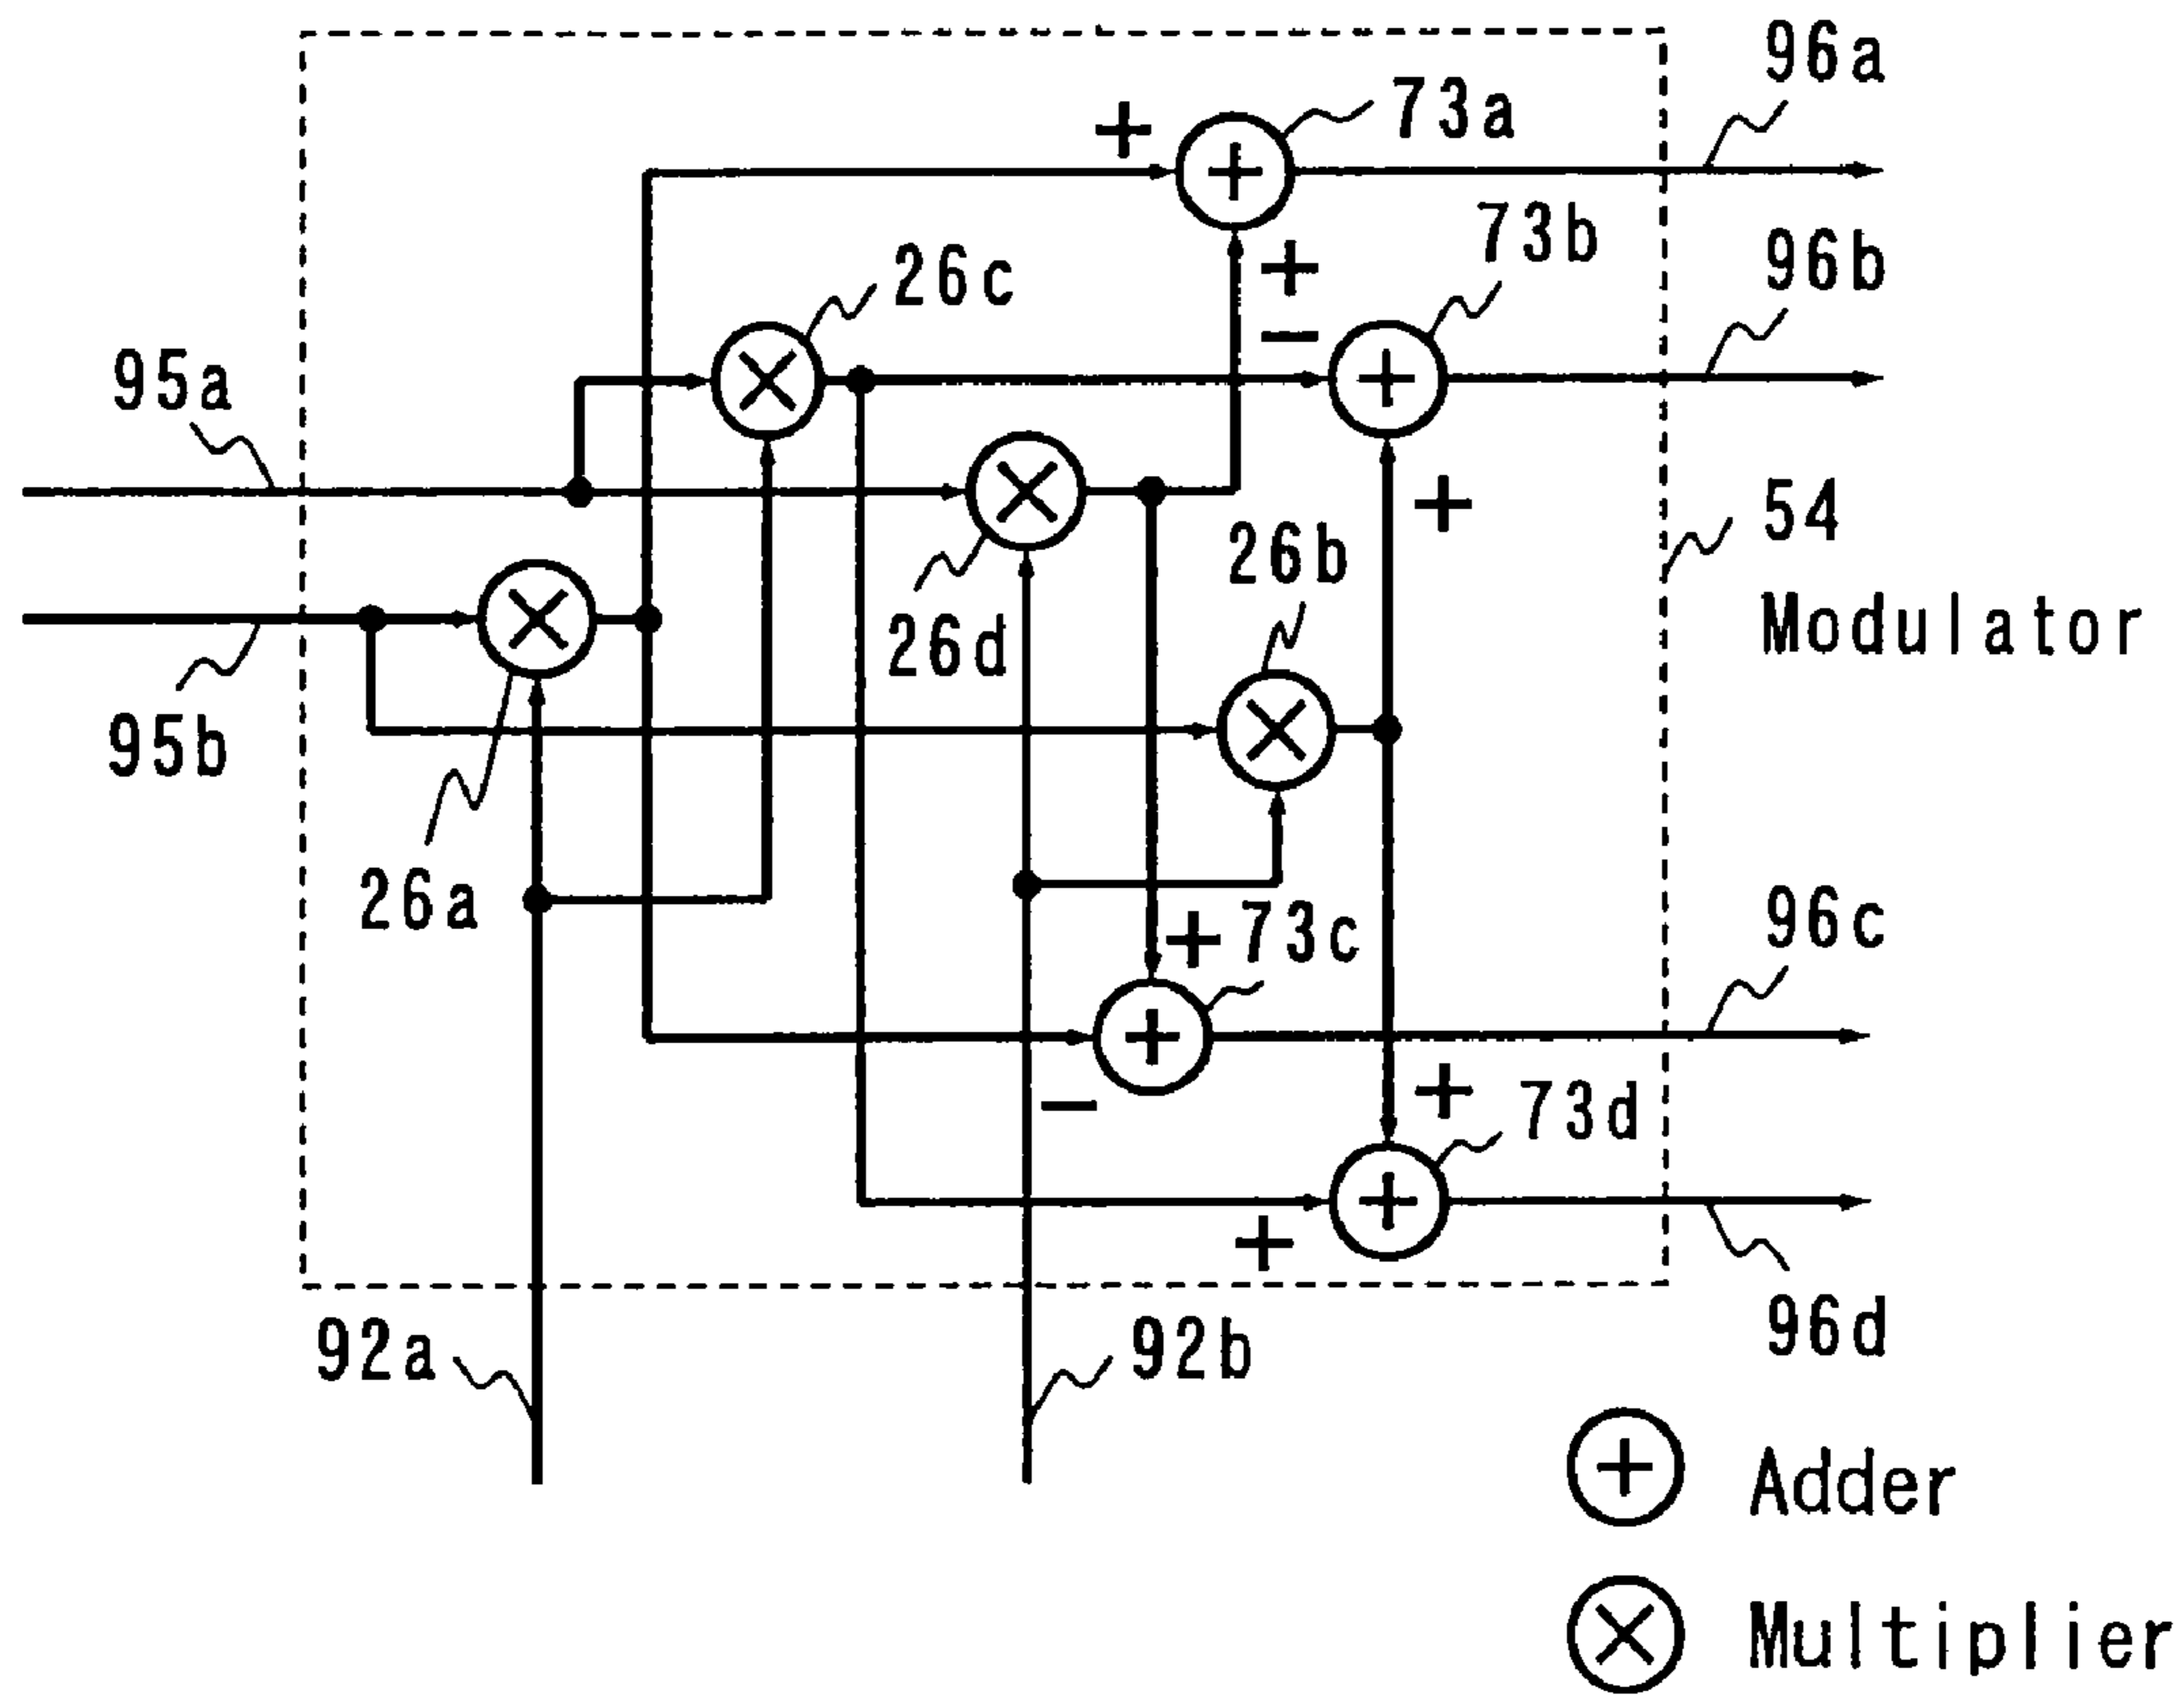 96a
73a
+
73b
96b
26c
+
−
95a
54
+
26b
Modulator
26d
95b
26a
96c
+ 73c
+ 73d
−
+
92a
92b
96d
Adder
Multiplier